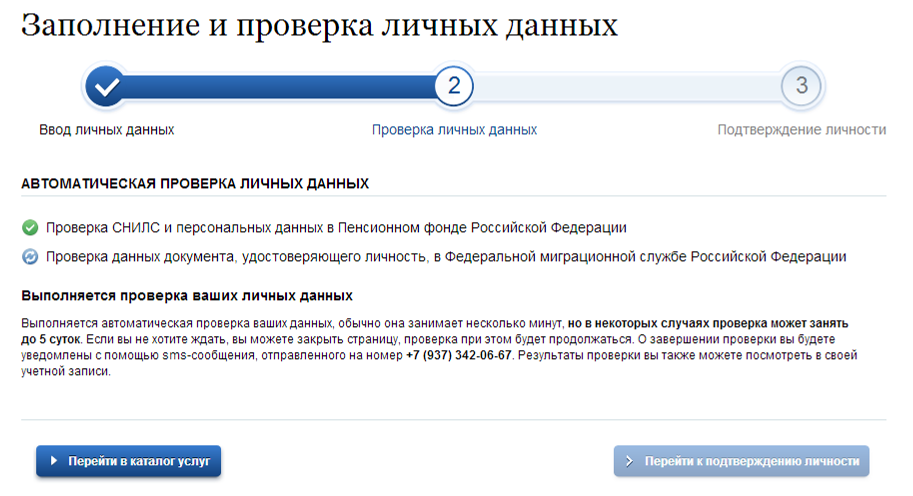 Заполнение и проверка личных данных
2
3
Ввод личных данных
Проверка личных данных
Подтверждение личности
АВТОМАТИЧЕСКАЯ ПРОВЕРКА ЛИЧНЫХ ДАННЫХ
Проверка СНИЛС и персональных данных в Пенсионном фонде Российской Федерации
Проверка данных документа, удостоверяющего личность, в Федеральной миграционной службе Российской Федерации
Выполняется проверка ваших личных данных
Выполняется автоматическая проверка ваших данных, обычно она занимает несколько минут, но в некоторых случаях проверка может занять
до 5 суток. Если вы не хотите ждать, вы можете закрыть страницу, проверка при этом будет продолжаться. О завершении проверки вы будете
уведомлены с помощью sms-сообщения, отправленного на номер +7 (937) 342-06-67. Результаты проверки вы также можете посмотреть в своей
учетной записи.
Перейти в каталог услуг
Перейти к подтверждению личности